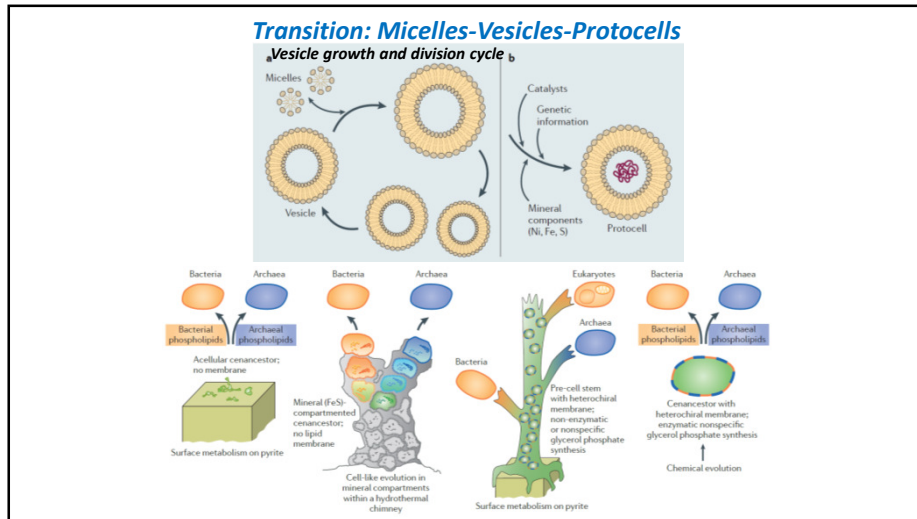 Transition: Micelles-Vesicles-Protocells
a Vesicle growth and division cycle
Micelles
Vesicle
b
Catalysts
Genetic
information
Mineral
components
(Ni, Fe, S)
Protocell
Bacteria
Archaea
Bacterial
phospholipids
Archaeal
phospholipids
Acellular cenancestor;
no membrane
Surface metabolism on pyrite
Bacteria
Archaea
Mineral (FeS)-
compartmented
cenancestor;
no lipid
membrane
Cell-like evolution in
mineral compartments
within a hydrothermal
chimney
Eukaryotes
Archaea
Bacteria
Pre-cell stem
with heterochiral
membrane;
non-enzymatic
or nonspecific
glycerol phosphate
synthesis
Surface metabolism on pyrite
Bacteria
Archaea
Bacterial
phospholipids
Archaeal
phospholipids
Cenancestor with
heterochiral membrane;
enzymatic nonspecific
glycerol phosphate synthesis
Chemical evolution